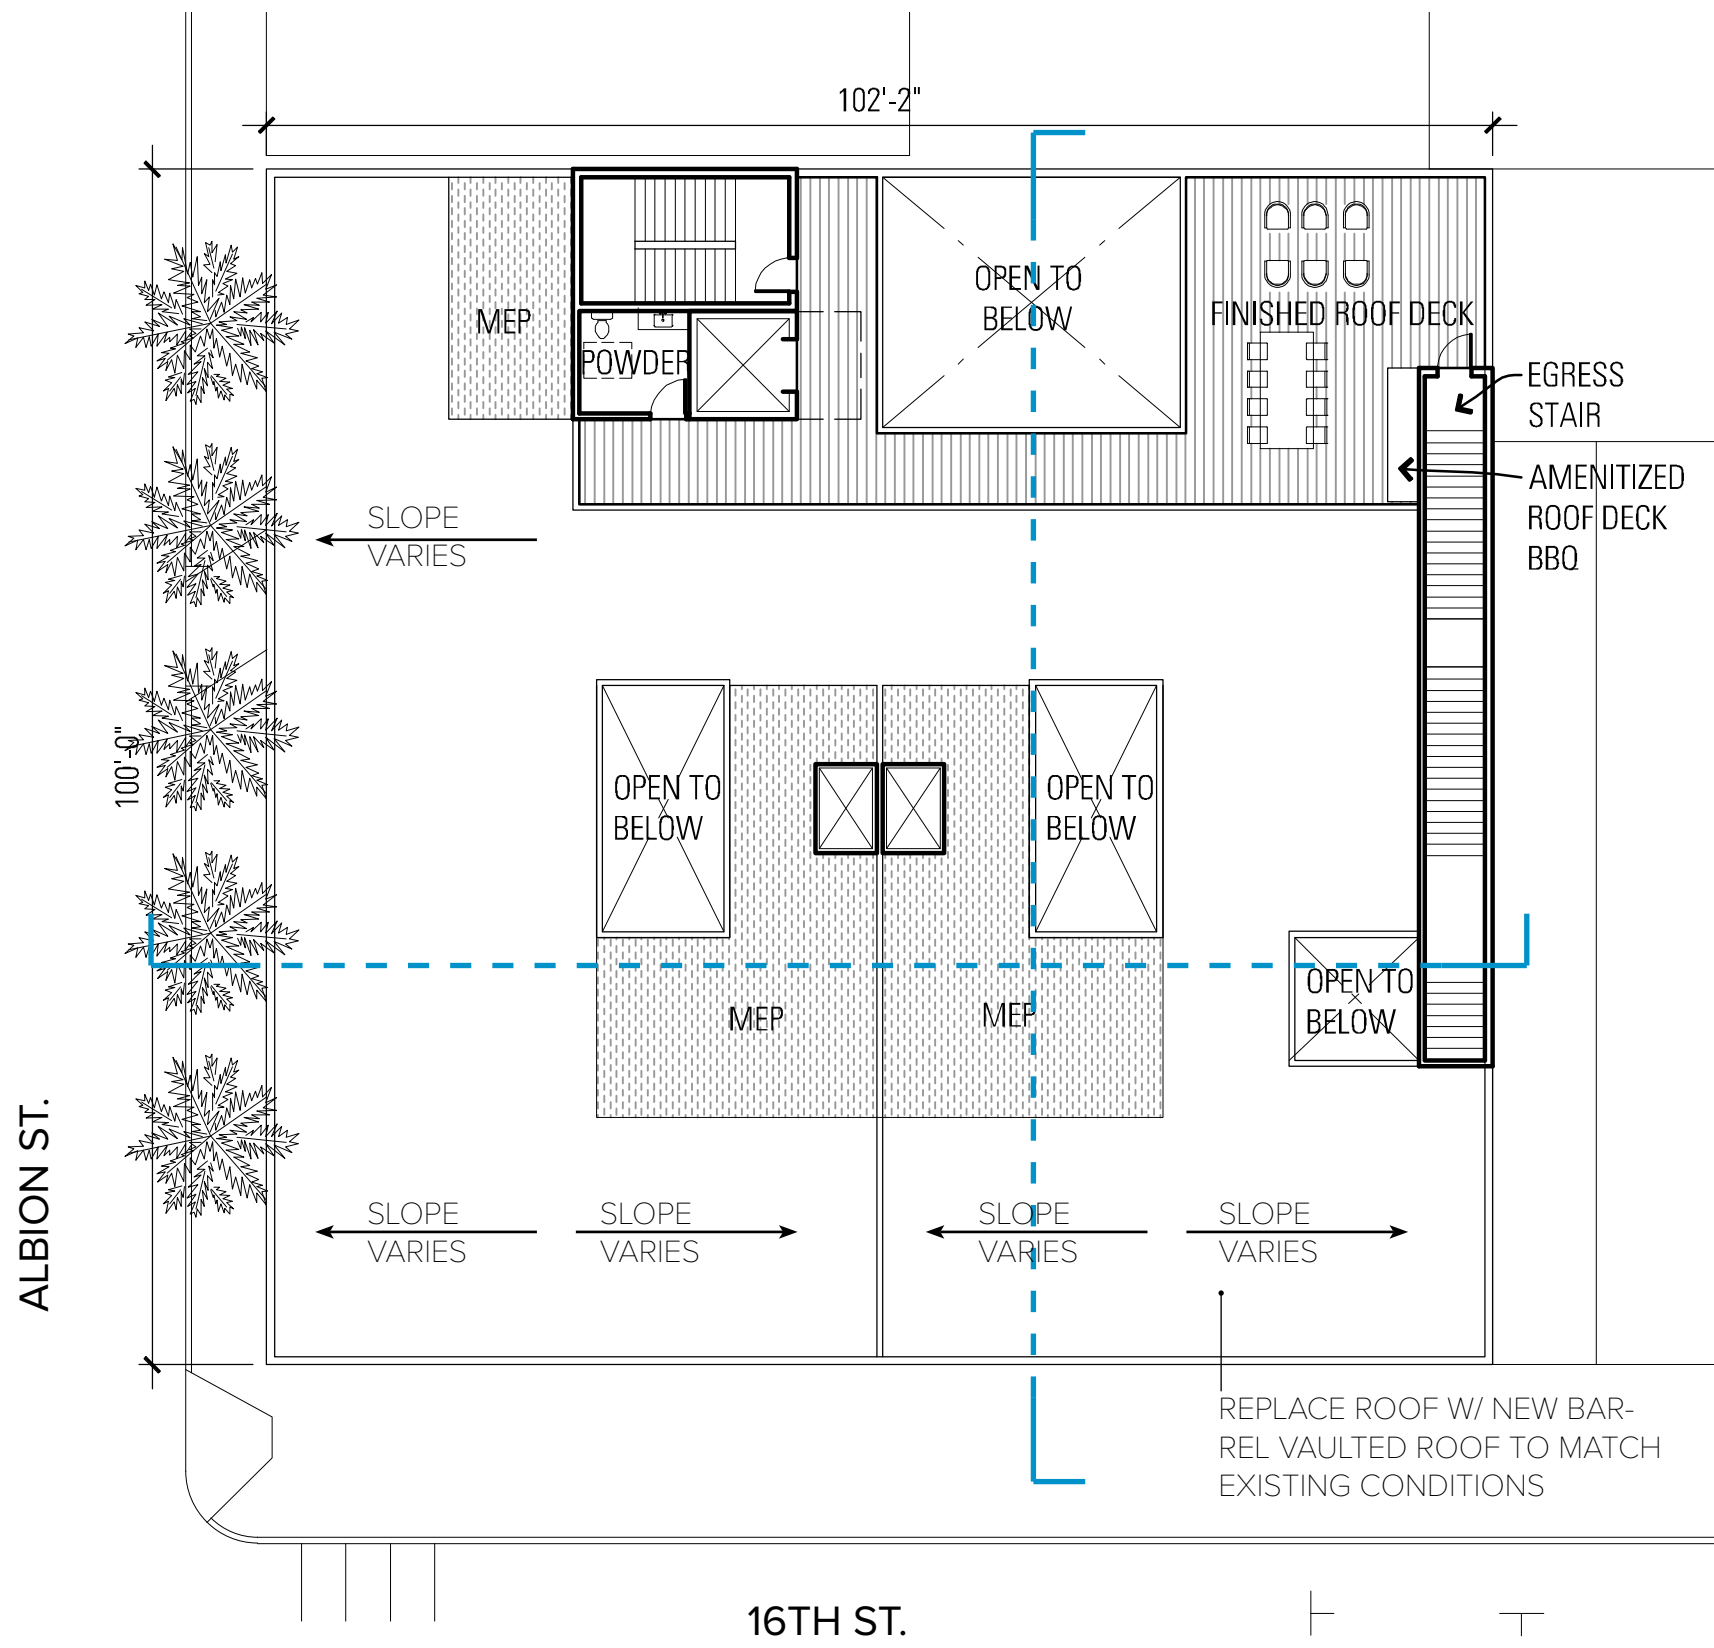 102'-2"
OPEN TO
BELOW
MEP
FINISHED ROOF DECK
POWDER
EGRESS
STAIR
AMENITIZED
ROOF DECK
BBQ
SLOPE
VARIES
100'-0"
OPEN TO
BELOW
OPEN TO
BELOW
OPEN TO
BELOW
MEP
MEP
SLOPE
VARIES
SLOPE
VARIES
SLOPE
VARIES
SLOPE
VARIES
ALBION ST.
REPLACE ROOF W/ NEW BAR-
REL VAULTED ROOF TO MATCH
EXISTING CONDITIONS
16TH ST.